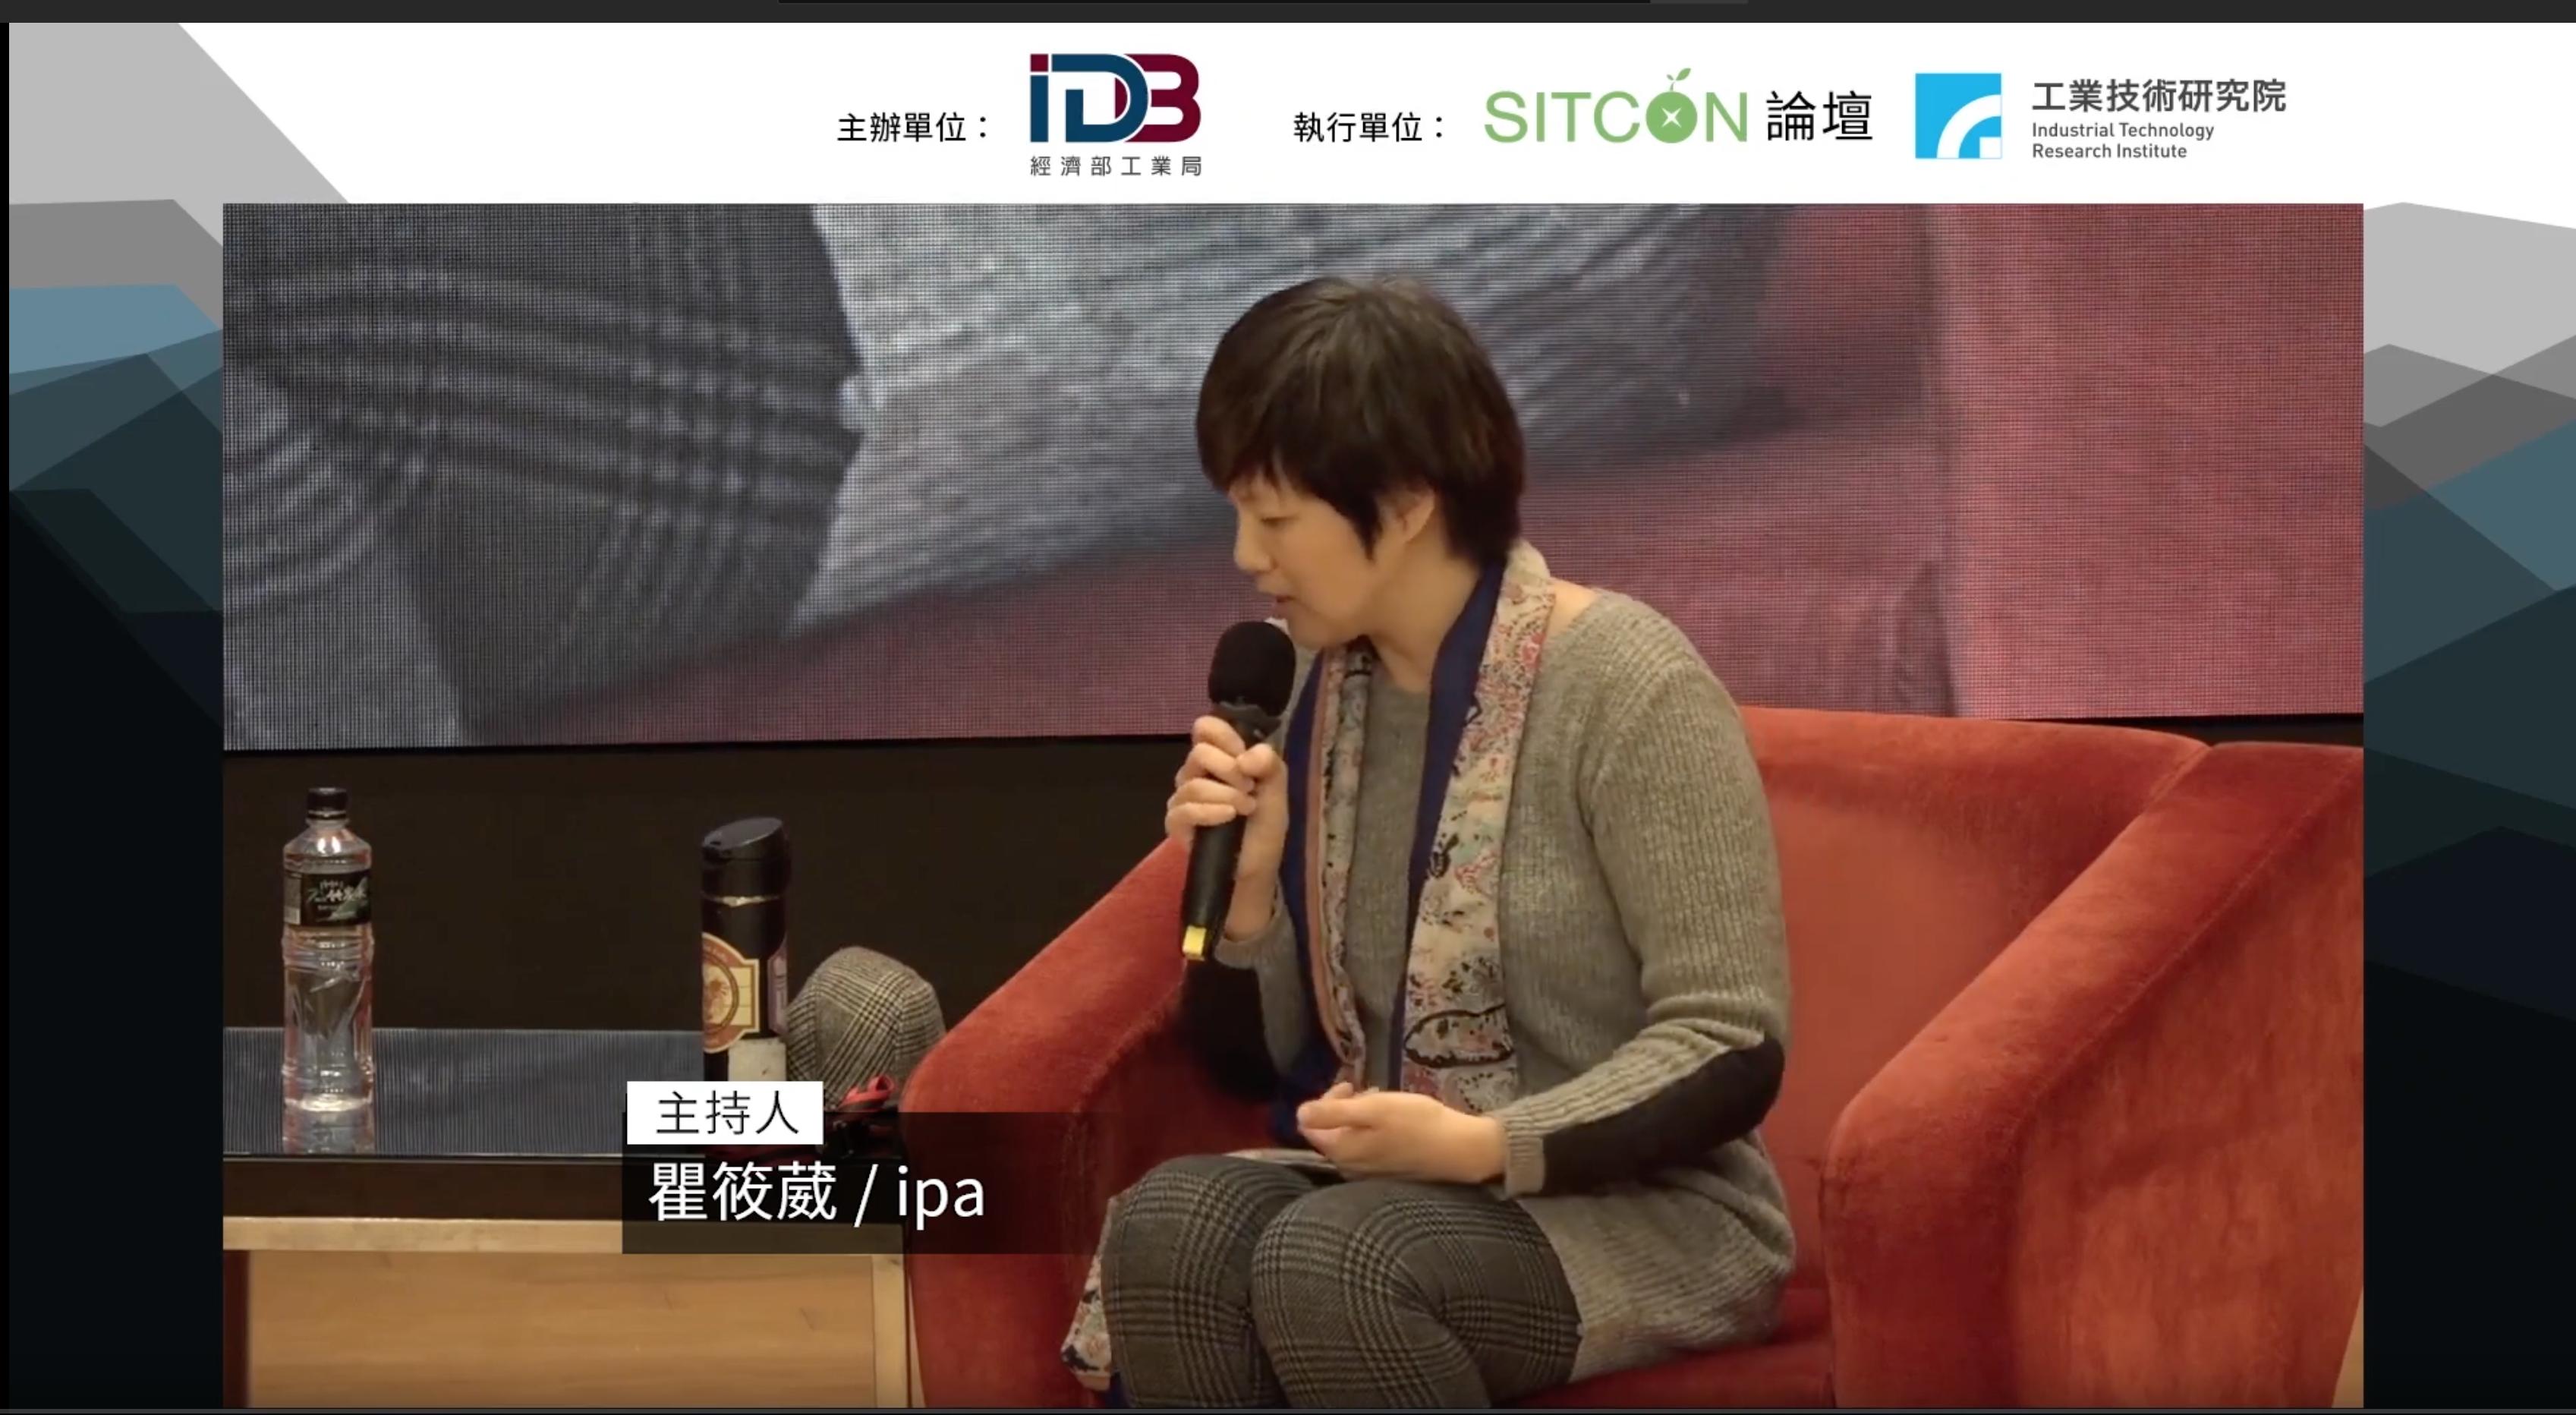 主辦單位：
iDB
經濟部工業局
執行單位：
SITCON 論壇
工業技術研究院
Industrial Technology
Research Institute
主持人
瞿筱葳 / ipa